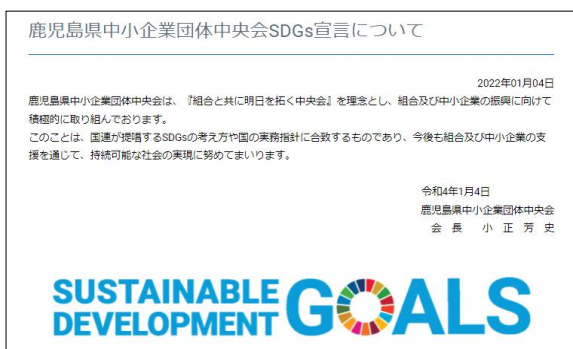 鹿児島県中小企業団体中央会SDGs宣言について
2022年01月04日
鹿児島県中小企業団体中央会は、『組合と共に明日を拓く中央会』を理念とし、組合及び中小企業の振興に向けて
積極的に取り組んでおります。
このことは、国連が提唱するSDGsの考え方や国の実務指針に合致するものであり、今後も組合及び中小企業の支
援を通じて、持続可能な社会の実現に努めてまいります。
令和4年1月4日
鹿児島県中小企業団体中央会
会　長　　小　正　芳　史
SUSTAINABLE
DEVELOPMENT
GOALS